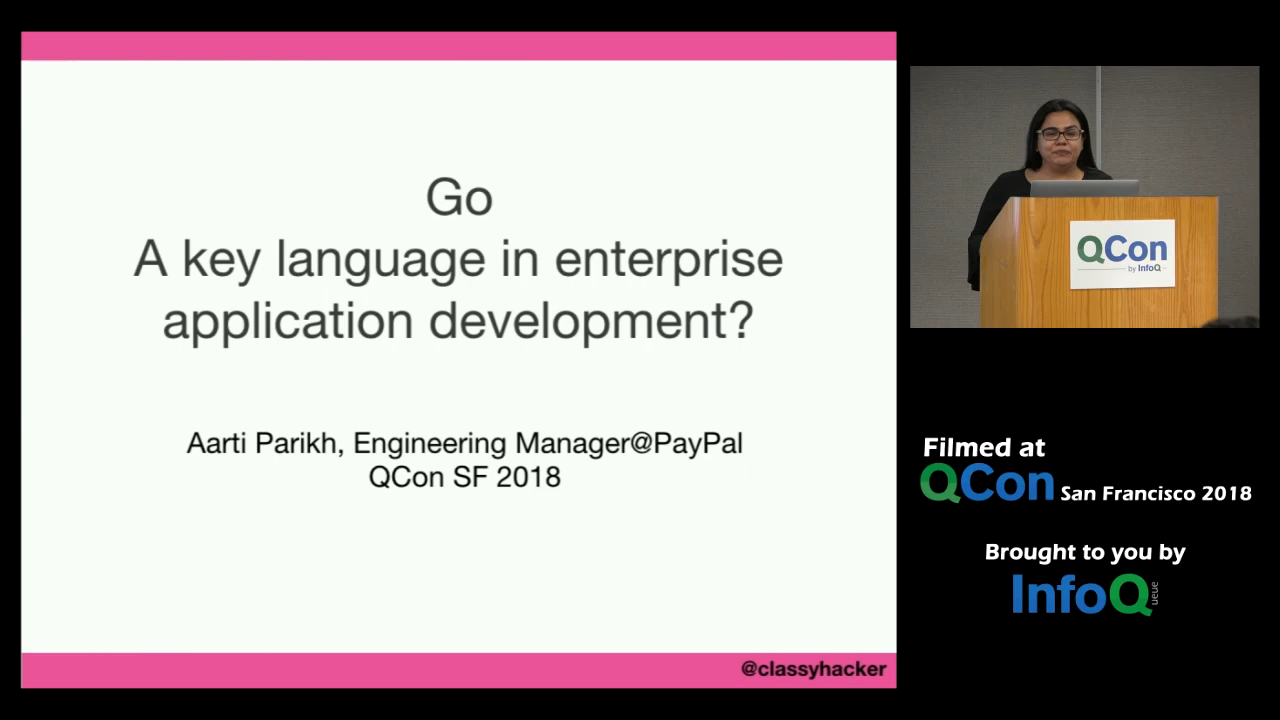 Go
A key language in enterprise
application development?
Aarti Parikh, Engineering Manager@PayPal
QCon SF 2018
@classyhacker
QCon
by InfoQ
Filmed at
QCon San Francisco 2018
Brought to you by
InfoQ
ueue